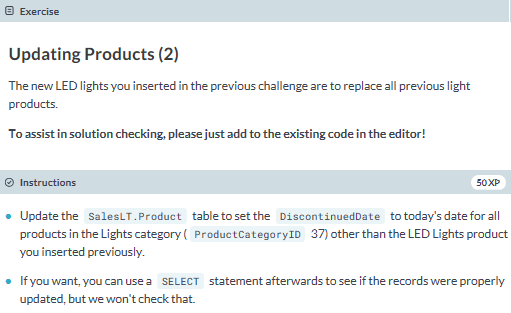 Exercise
Updating Products (2)
The new LED lights you inserted in the previous challenge are to replace all previous light
products.
To assist in solution checking, please just add to the existing code in the editor!
Instructions 50 XP
Update the SalesLT.Product table to set the DiscontinuedDate to today's date for all
products in the Lights category ( ProductCategoryID 37) other than the LED Lights product
you inserted previously.
If you want, you can use a SELECT statement afterwards to see if the records were properly
updated, but we won't check that.